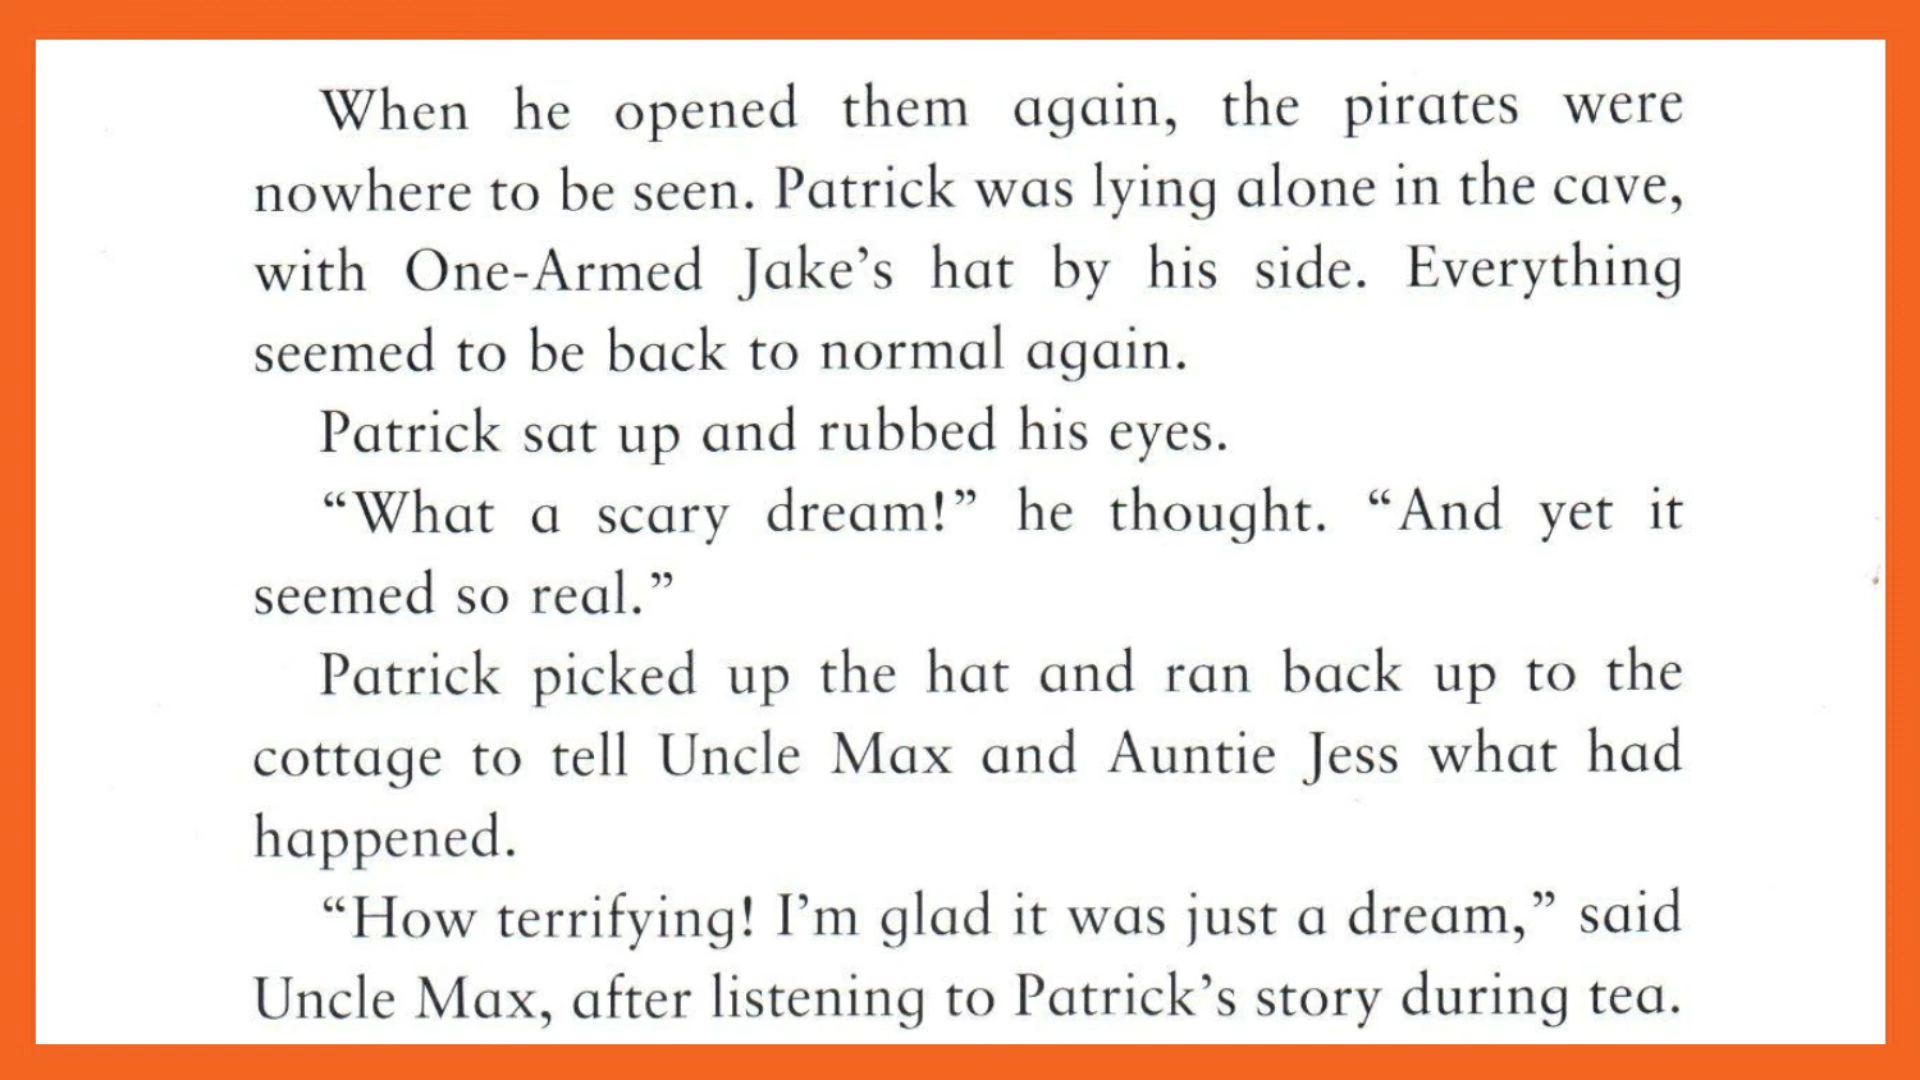 When he opened them again, the pirates were
nowhere to be seen. Patrick was lying alone in the cave,
with One-Armed Jake’s hat by his side. Everything
seemed to be back to normal again.
Patrick sat up and rubbed his eyes.
“What a scary dream!” he thought. “And yet it
seemed so real.”
Patrick picked up the hat and ran back up to the
cottage to tell Uncle Max and Auntie Jess what had
happened.
“How terrifying! I’m glad it was just a dream,” said
Uncle Max, after listening to Patrick’s story during tea.